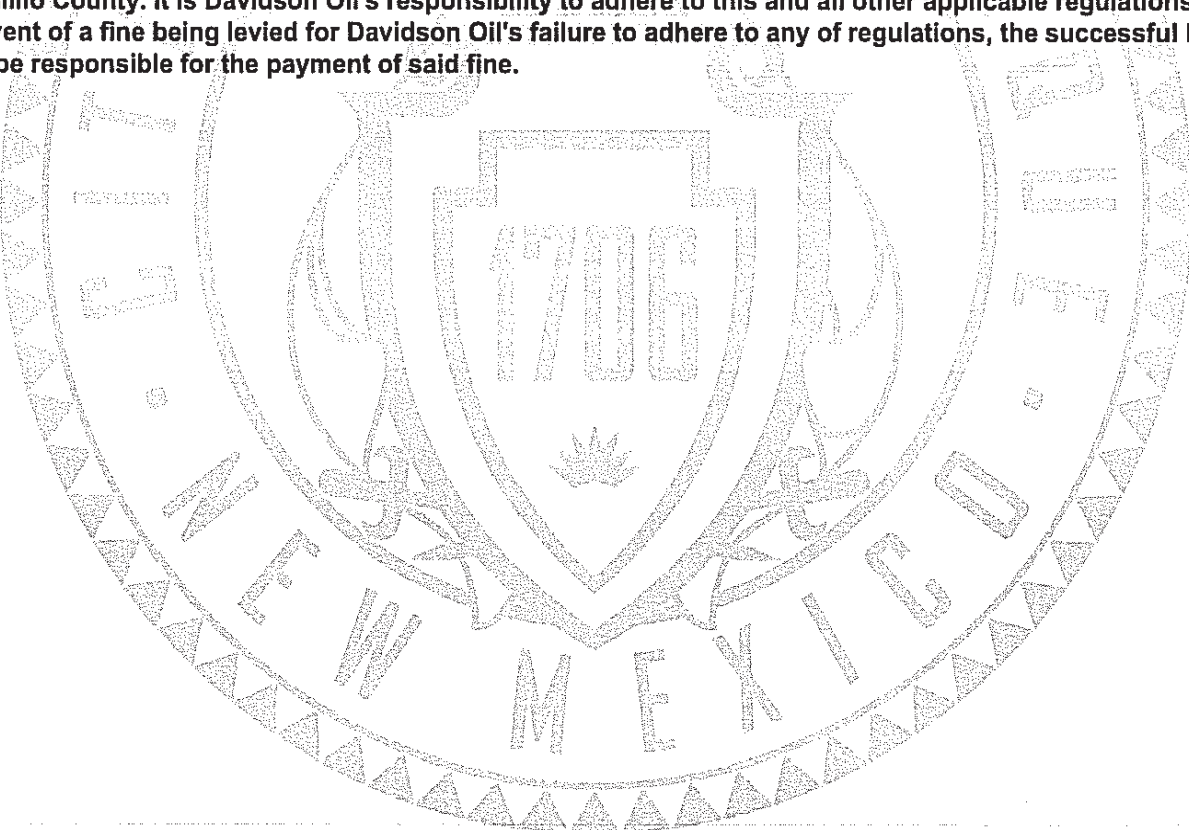 County. It is Davidson Oil's responsibility to adhere to this and all other applicable regulations
of a fine being levied for Davidson Oil's failure to adhere to any of regulations, the successful
be responsible for the payment of said fine.
1706
CIT
QUE
NEW MEXICO